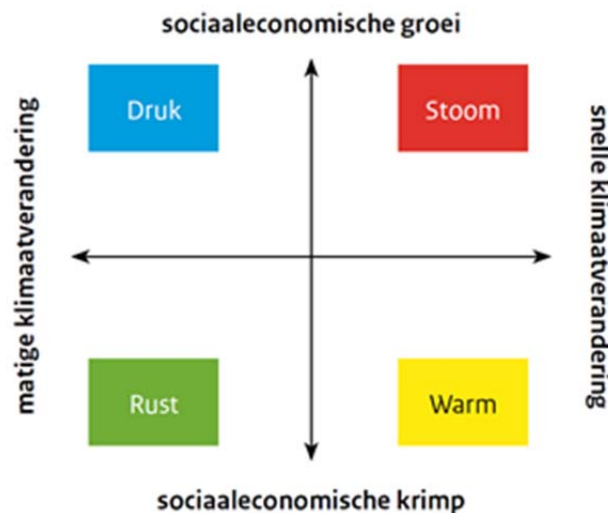 sociaaleconomische groei
Druk
Stoom
matige klimaatverandering
snelle klimaatverandering
Rust
Warm
sociaaleconomische krimp